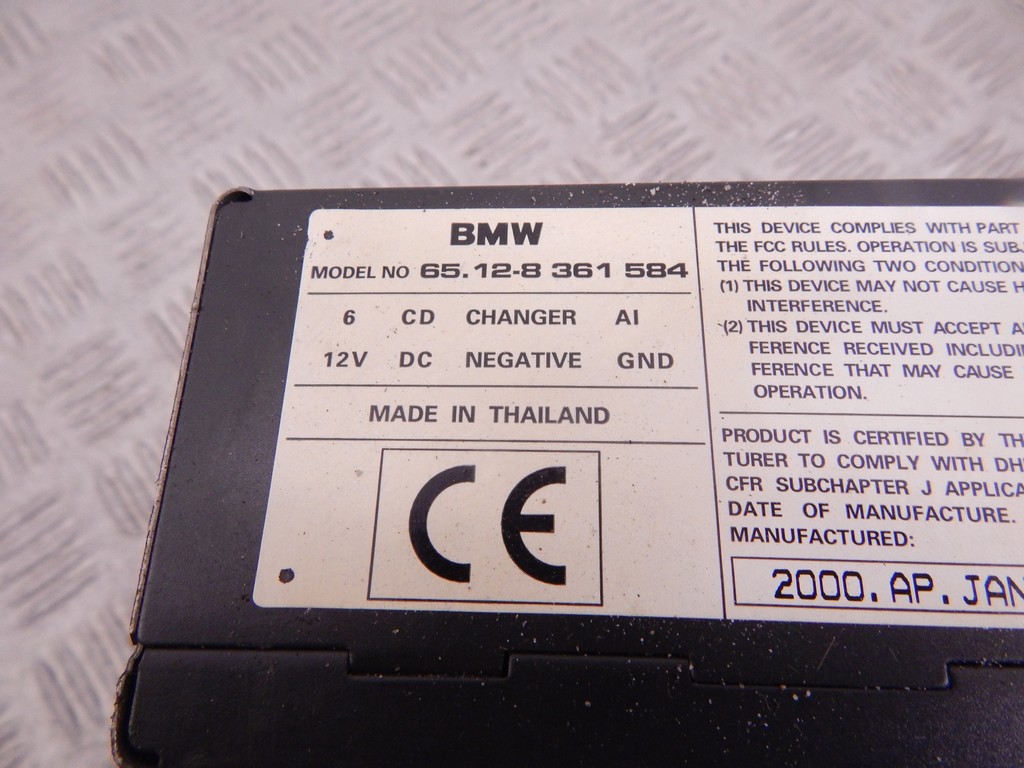 BMW
MODEL NO 65.12-8 361 584
6 CD CHANGER AI
12V DC NEGATIVE GND
MADE IN THAILAND
CE
THIS DEVICE COMPLIES WITH PART
THE FCC RULES. OPERATION IS SUB
THE FOLLOWING TWO CONDITION
(1) THIS DEVICE MAY NOT CAUSE H
INTERFERENCE.
(2) THIS DEVICE MUST ACCEPT A
FERENCE RECEIVED INCLUDI
FERENCE THAT MAY CAUSE
OPERATION.
PRODUCT IS CERTIFIED BY TH
TURER TO COMPLY WITH DH
CFR SUBCHAPTER J APPLICA
DATE OF MANUFACTURE.
MANUFACTURED:
2000. AP. JAN